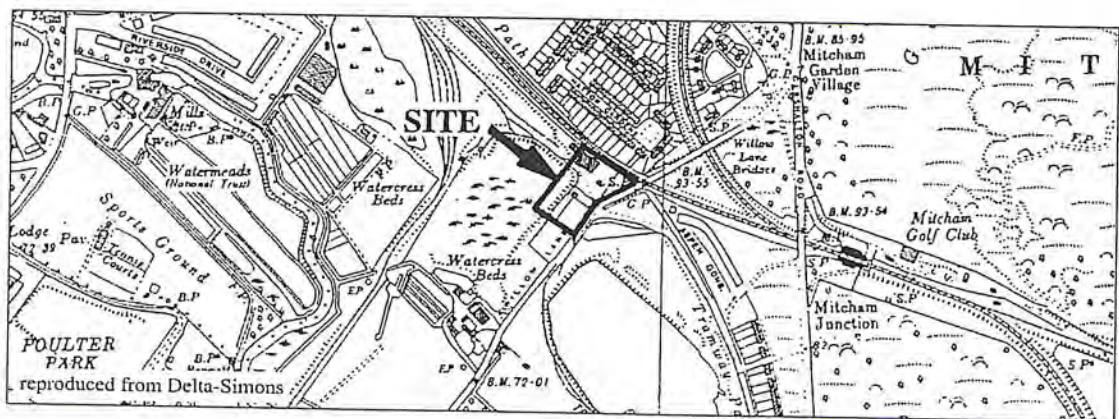 RIVERSIDE
DRIVE
B.P
G.P
Mills
B.P
Weir
Watermeads
(National Trust)
Watercress
Beds
Path
SITE
G.P
S.P
Willow
Lane
Bridges
B.M.
93·55
G.P
B.M. 85·95
Mitcham
Garden
Village
G
M I T
F.P.
B.M. 93·54
Mitcham
Golf Club
S.P
S.P
Mitcham
Junction
S.P
Lodge
72·39
Pav.
Tennis
Courts
Sports Ground
B.P
F.P
POULTER
PARK
B.P
Watercress
Beds
B.M. 72·01
Tramway
reproduced from Delta-Simons